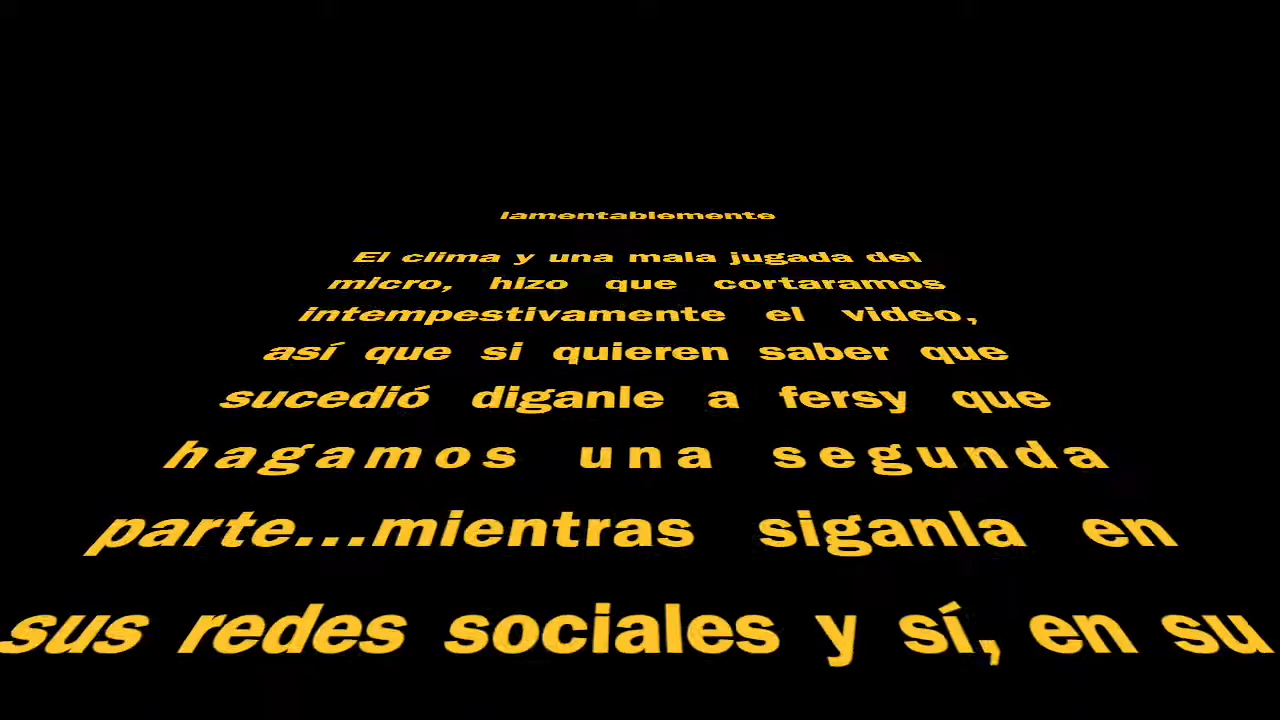 lamentablemente
El clima y una mala jugada del
micro, hizo que cortaramos
intempestivamente el video,
así que si quieren saber que
sucedió diganle a fersy que
hagamos una segunda
parte...mientras siganla en
sus redes sociales y sí, en su